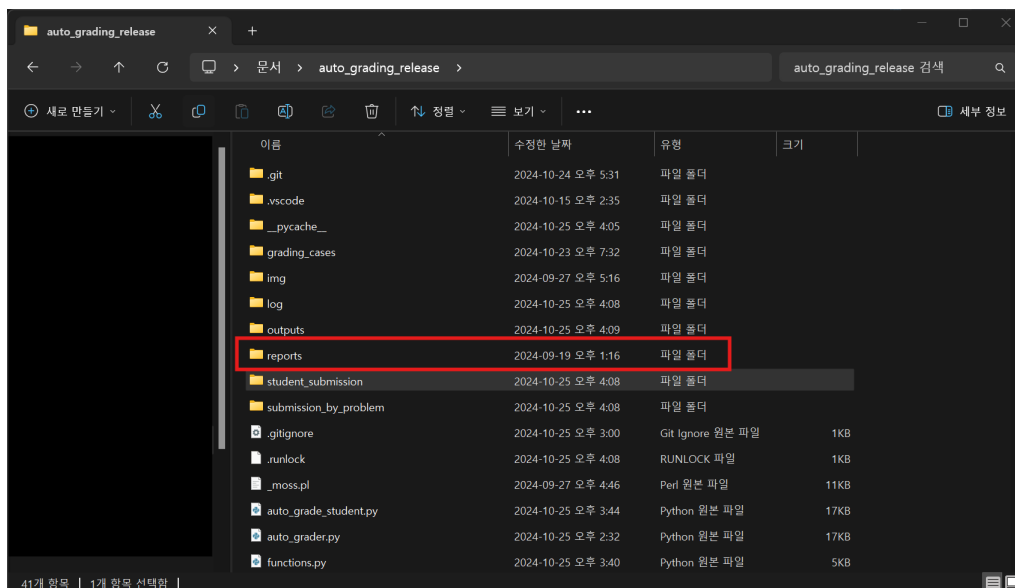 auto_grading_release
문서 > auto_grading_release >
auto_grading_release 검색
새로 만들기
정렬
보기
세부 정보
이름 수정한 날짜 유형 크기
.git 2024-10-24 오후 5:31 파일 폴더
.vscode 2024-10-15 오후 2:35 파일 폴더
__pycache__ 2024-10-25 오후 4:05 파일 폴더
grading_cases 2024-10-23 오후 7:32 파일 폴더
img 2024-09-27 오후 5:16 파일 폴더
log 2024-10-25 오후 4:08 파일 폴더
outputs 2024-10-25 오후 4:09 파일 폴더
reports 2024-09-19 오후 1:16 파일 폴더
student_submission 2024-10-25 오후 4:08 파일 폴더
submission_by_problem 2024-10-25 오후 4:08 파일 폴더
.gitignore 2024-10-25 오후 3:00 Git Ignore 원본 파일 1KB
.runlock 2024-10-25 오후 4:08 RUNLOCK 파일 1KB
_moss.pl 2024-09-27 오후 4:46 Perl 원본 파일 11KB
auto_grade_student.py 2024-10-25 오후 3:44 Python 원본 파일 17KB
auto_grader.py 2024-10-25 오후 2:32 Python 원본 파일 17KB
functions.py 2024-10-25 오후 3:40 Python 원본 파일 5KB
41개 항목 | 1개 항목 선택함 |